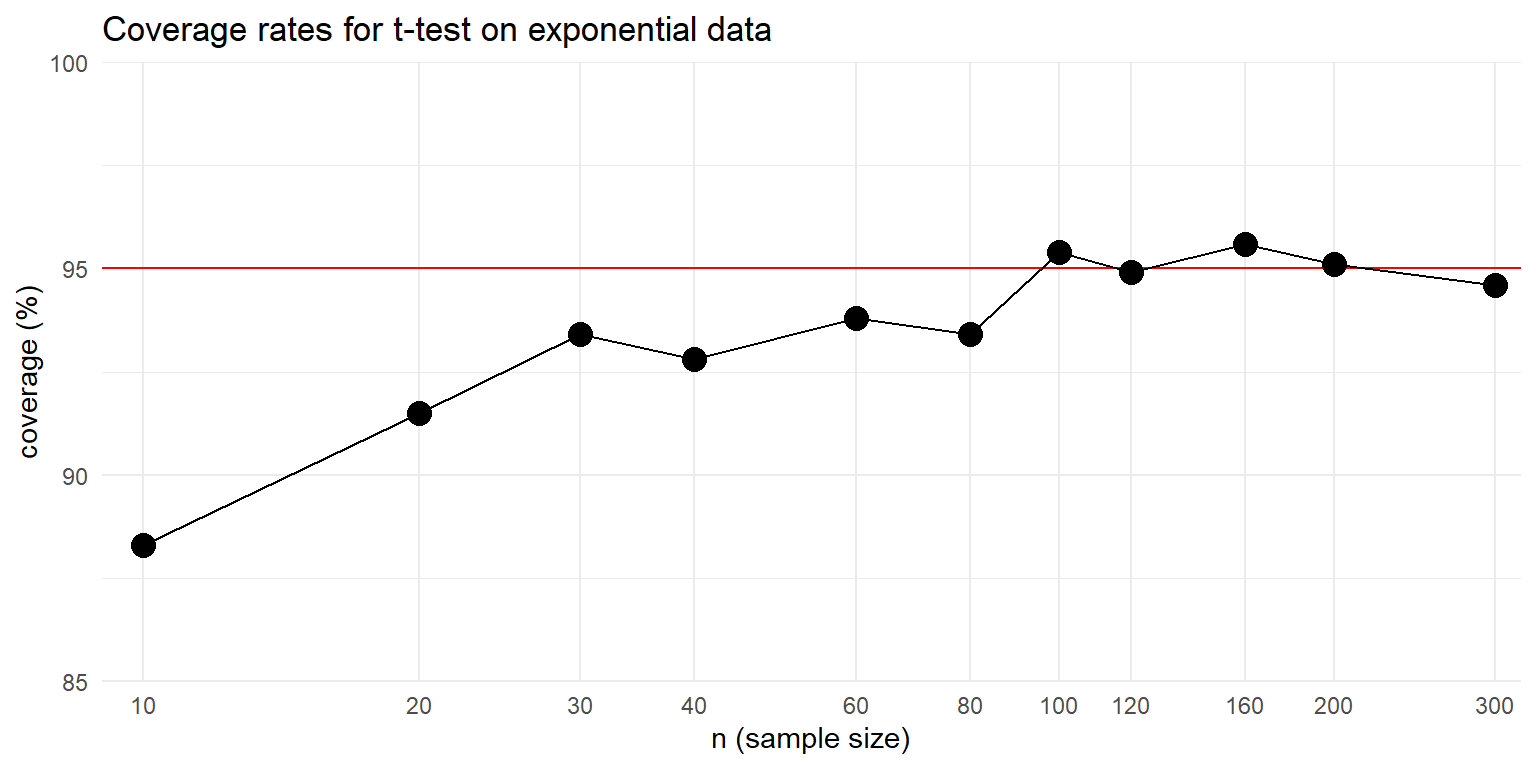 Coverage rates for t-test on exponential data
100
95
90
85
coverage (%)
10 20 30 40 60 80 100 120 160 200 300
n (sample size)